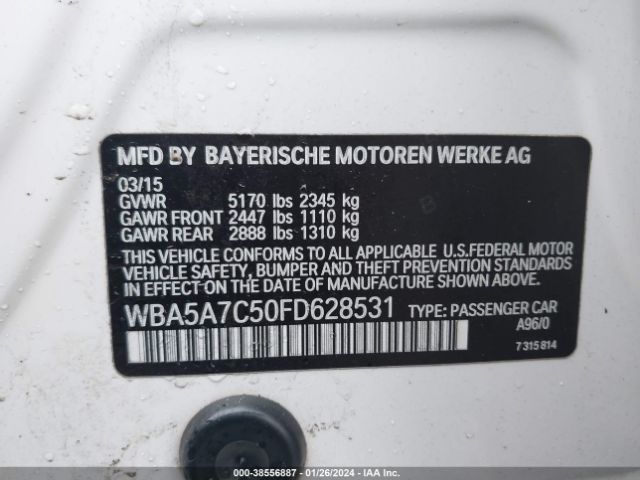 MFD BY BAYERISCHE MOTOREN WERKE AG
03/15
GVWR 5170 lbs 2345 kg
GAWR FRONT 2447 lbs 1110 kg
GAWR REAR 2888 lbs 1310 kg
THIS VEHICLE CONFORMS TO ALL APPLICABLE U.S.FEDERAL MOTOR
VEHICLE SAFETY, BUMPER AND THEFT PREVENTION STANDARDS
IN EFFECT ON THE DATE OF MANUFACTURE SHOWN ABOVE.
WBA5A7C50FD628531 TYPE: PASSENGER CAR
A96/0
7 315 814
000-38556887 - 01/26/2024 - IAA Inc.